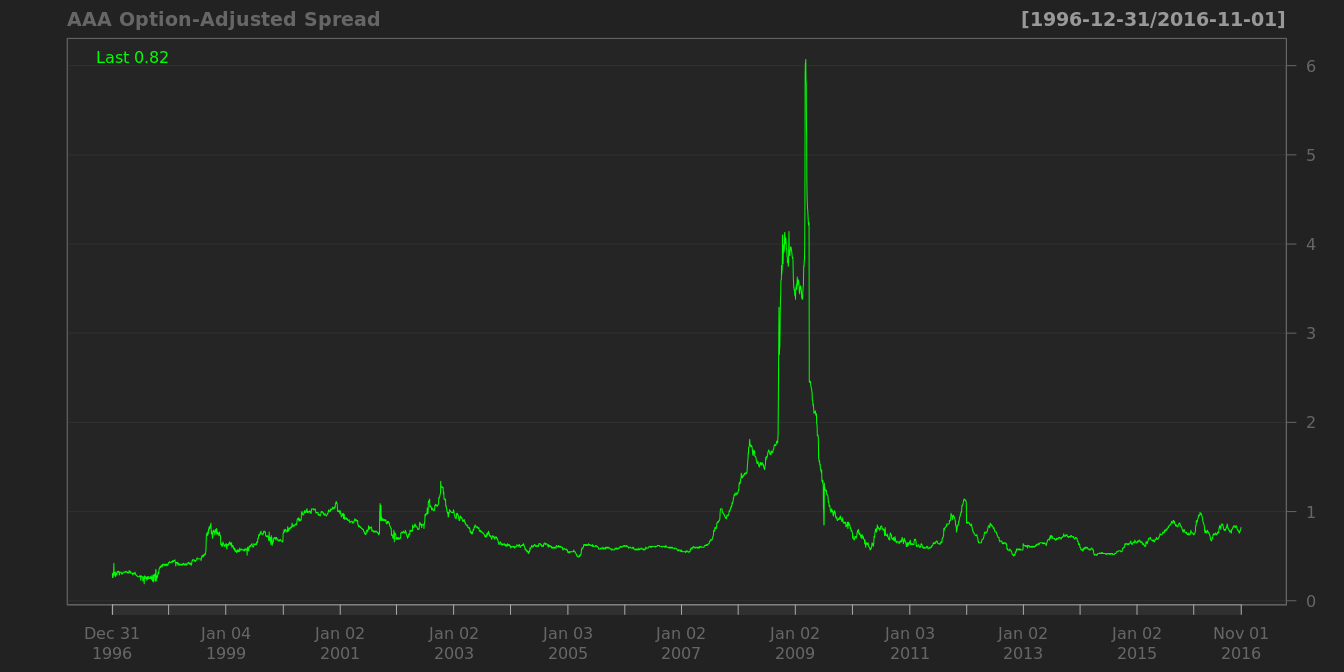 AAA Option-Adjusted Spread [1996-12-31/2016-11-01]
Last 0.82
6
5
4
3
2
1
0
Dec 31 Jan 04 Jan 02 Jan 02 Jan 03 Jan 02 Jan 02 Jan 03 Jan 02 Jan 02 Nov 01
1996 1999 2001 2003 2005 2007 2009 2011 2013 2015 2016